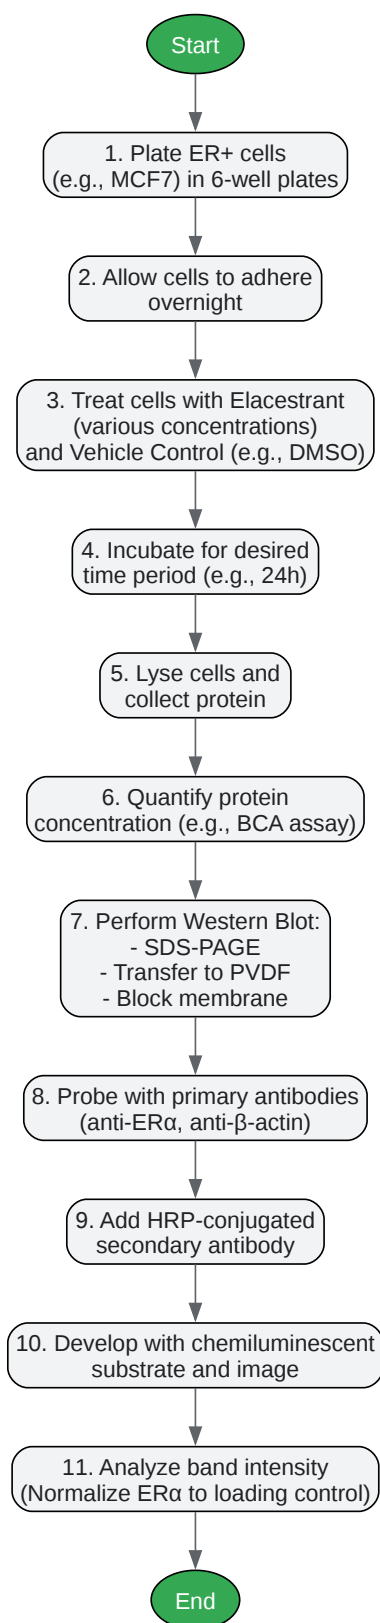 Start
1. Plate ER+ cells
(e.g., MCF7) in 6-well plates
2. Allow cells to adhere
overnight
3. Treat cells with Elacestrant
(various concentrations)
and Vehicle Control (e.g., DMSO)
4. Incubate for desired
time period (e.g., 24h)
5. Lyse cells and
collect protein
6. Quantify protein
concentration (e.g., BCA assay)
7. Perform Western Blot:
- SDS-PAGE
- Transfer to PVDF
- Block membrane
8. Probe with primary antibodies
(anti-ERα, anti-β-actin)
9. Add HRP-conjugated
secondary antibody
10. Develop with chemiluminescent
substrate and image
11. Analyze band intensity
(Normalize ERα to loading control)
End